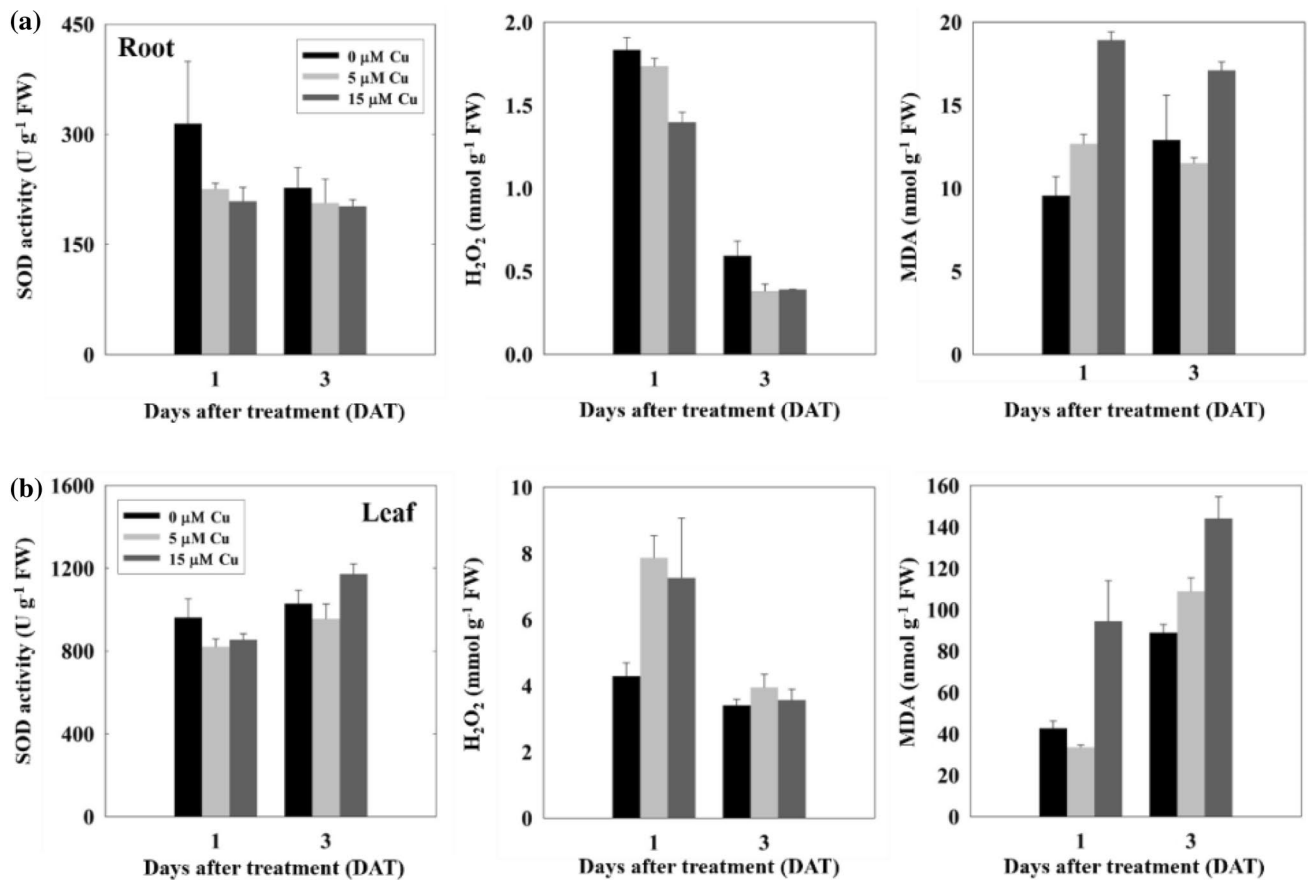 (a)
Root
0 μM Cu
5 μM Cu
15 μM Cu
SOD activity (U g⁻¹ FW)
450
300
150
0
1 3
Days after treatment (DAT)
H₂O₂ (mmol g⁻¹ FW)
2.0
1.5
1.0
0.5
0.0
1 3
Days after treatment (DAT)
MDA (nmol g⁻¹ FW)
20
15
10
5
0
1 3
Days after treatment (DAT)
(b)
Leaf
0 μM Cu
5 μM Cu
15 μM Cu
SOD activity (U g⁻¹ FW)
1600
1200
800
400
0
1 3
Days after treatment (DAT)
H₂O₂ (mmol g⁻¹ FW)
10
8
6
4
2
0
1 3
Days after treatment (DAT)
MDA (nmol g⁻¹ FW)
160
140
120
100
80
60
40
20
0
1 3
Days after treatment (DAT)